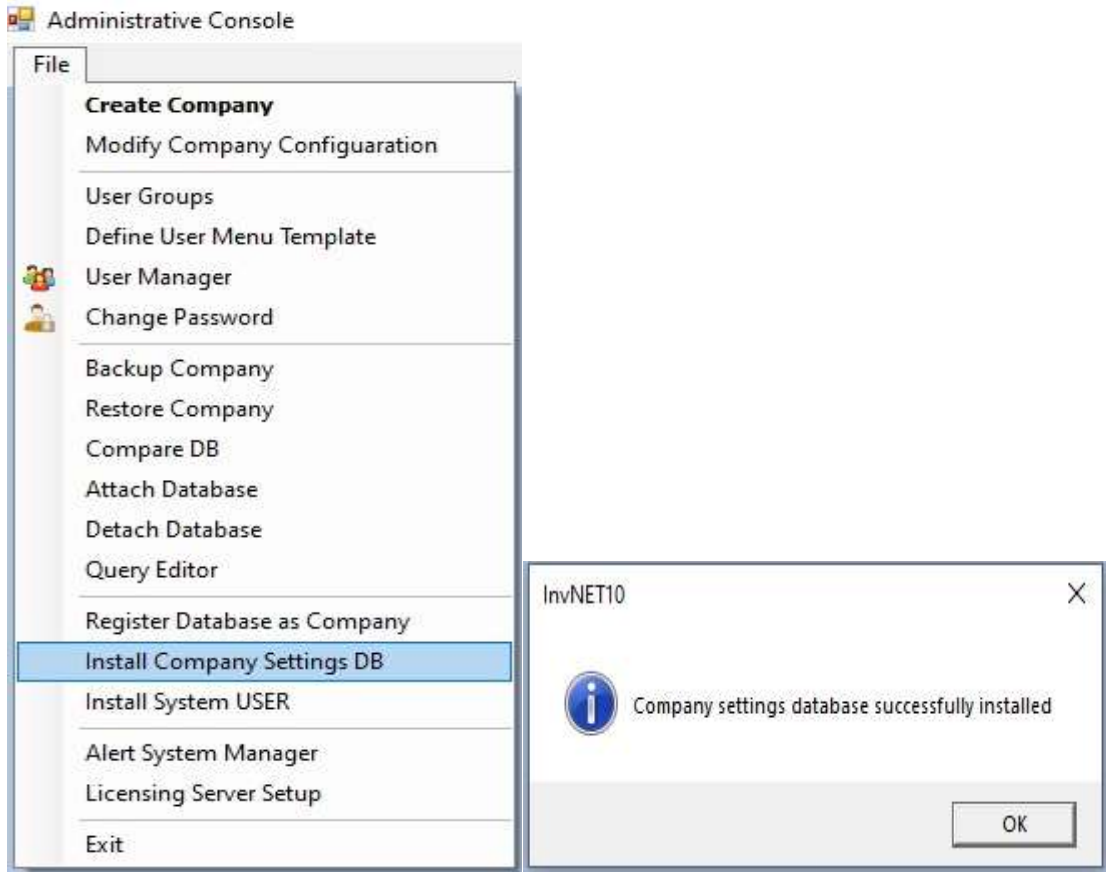 Administrative Console
File
Create Company
Modify Company Configuaration
User Groups
Define User Menu Template
User Manager
Change Password
Backup Company
Restore Company
Compare DB
Attach Database
Detach Database
Query Editor
Register Database as Company
Install Company Settings DB
Install System USER
Alert System Manager
Licensing Server Setup
Exit
InvNET10
Company settings database successfully installed
OK